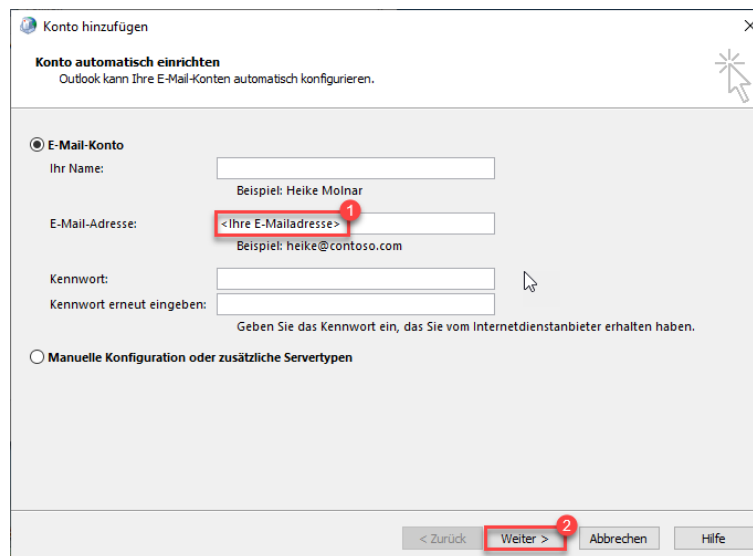 Konto hinzufügen
Konto automatisch einrichten
Outlook kann Ihre E-Mail-Konten automatisch konfigurieren.
E-Mail-Konto
Ihr Name:
Beispiel: Heike Molnar
1
E-Mail-Adresse: <Ihre E-Mailadresse>
Beispiel: heike@contoso.com
Kennwort:
Kennwort erneut eingeben:
Geben Sie das Kennwort ein, das Sie vom Internetdienstanbieter erhalten haben.
Manuelle Konfiguration oder zusätzliche Servertypen
2
< Zurück Weiter > Abbrechen Hilfe